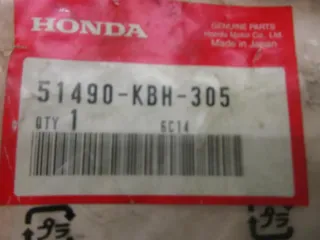 HONDA
GENUINE PARTS
Honda Motor Co., Ltd.
Made in Japan
51490-KBH-305
QTY 1 6C14
プラ プラ